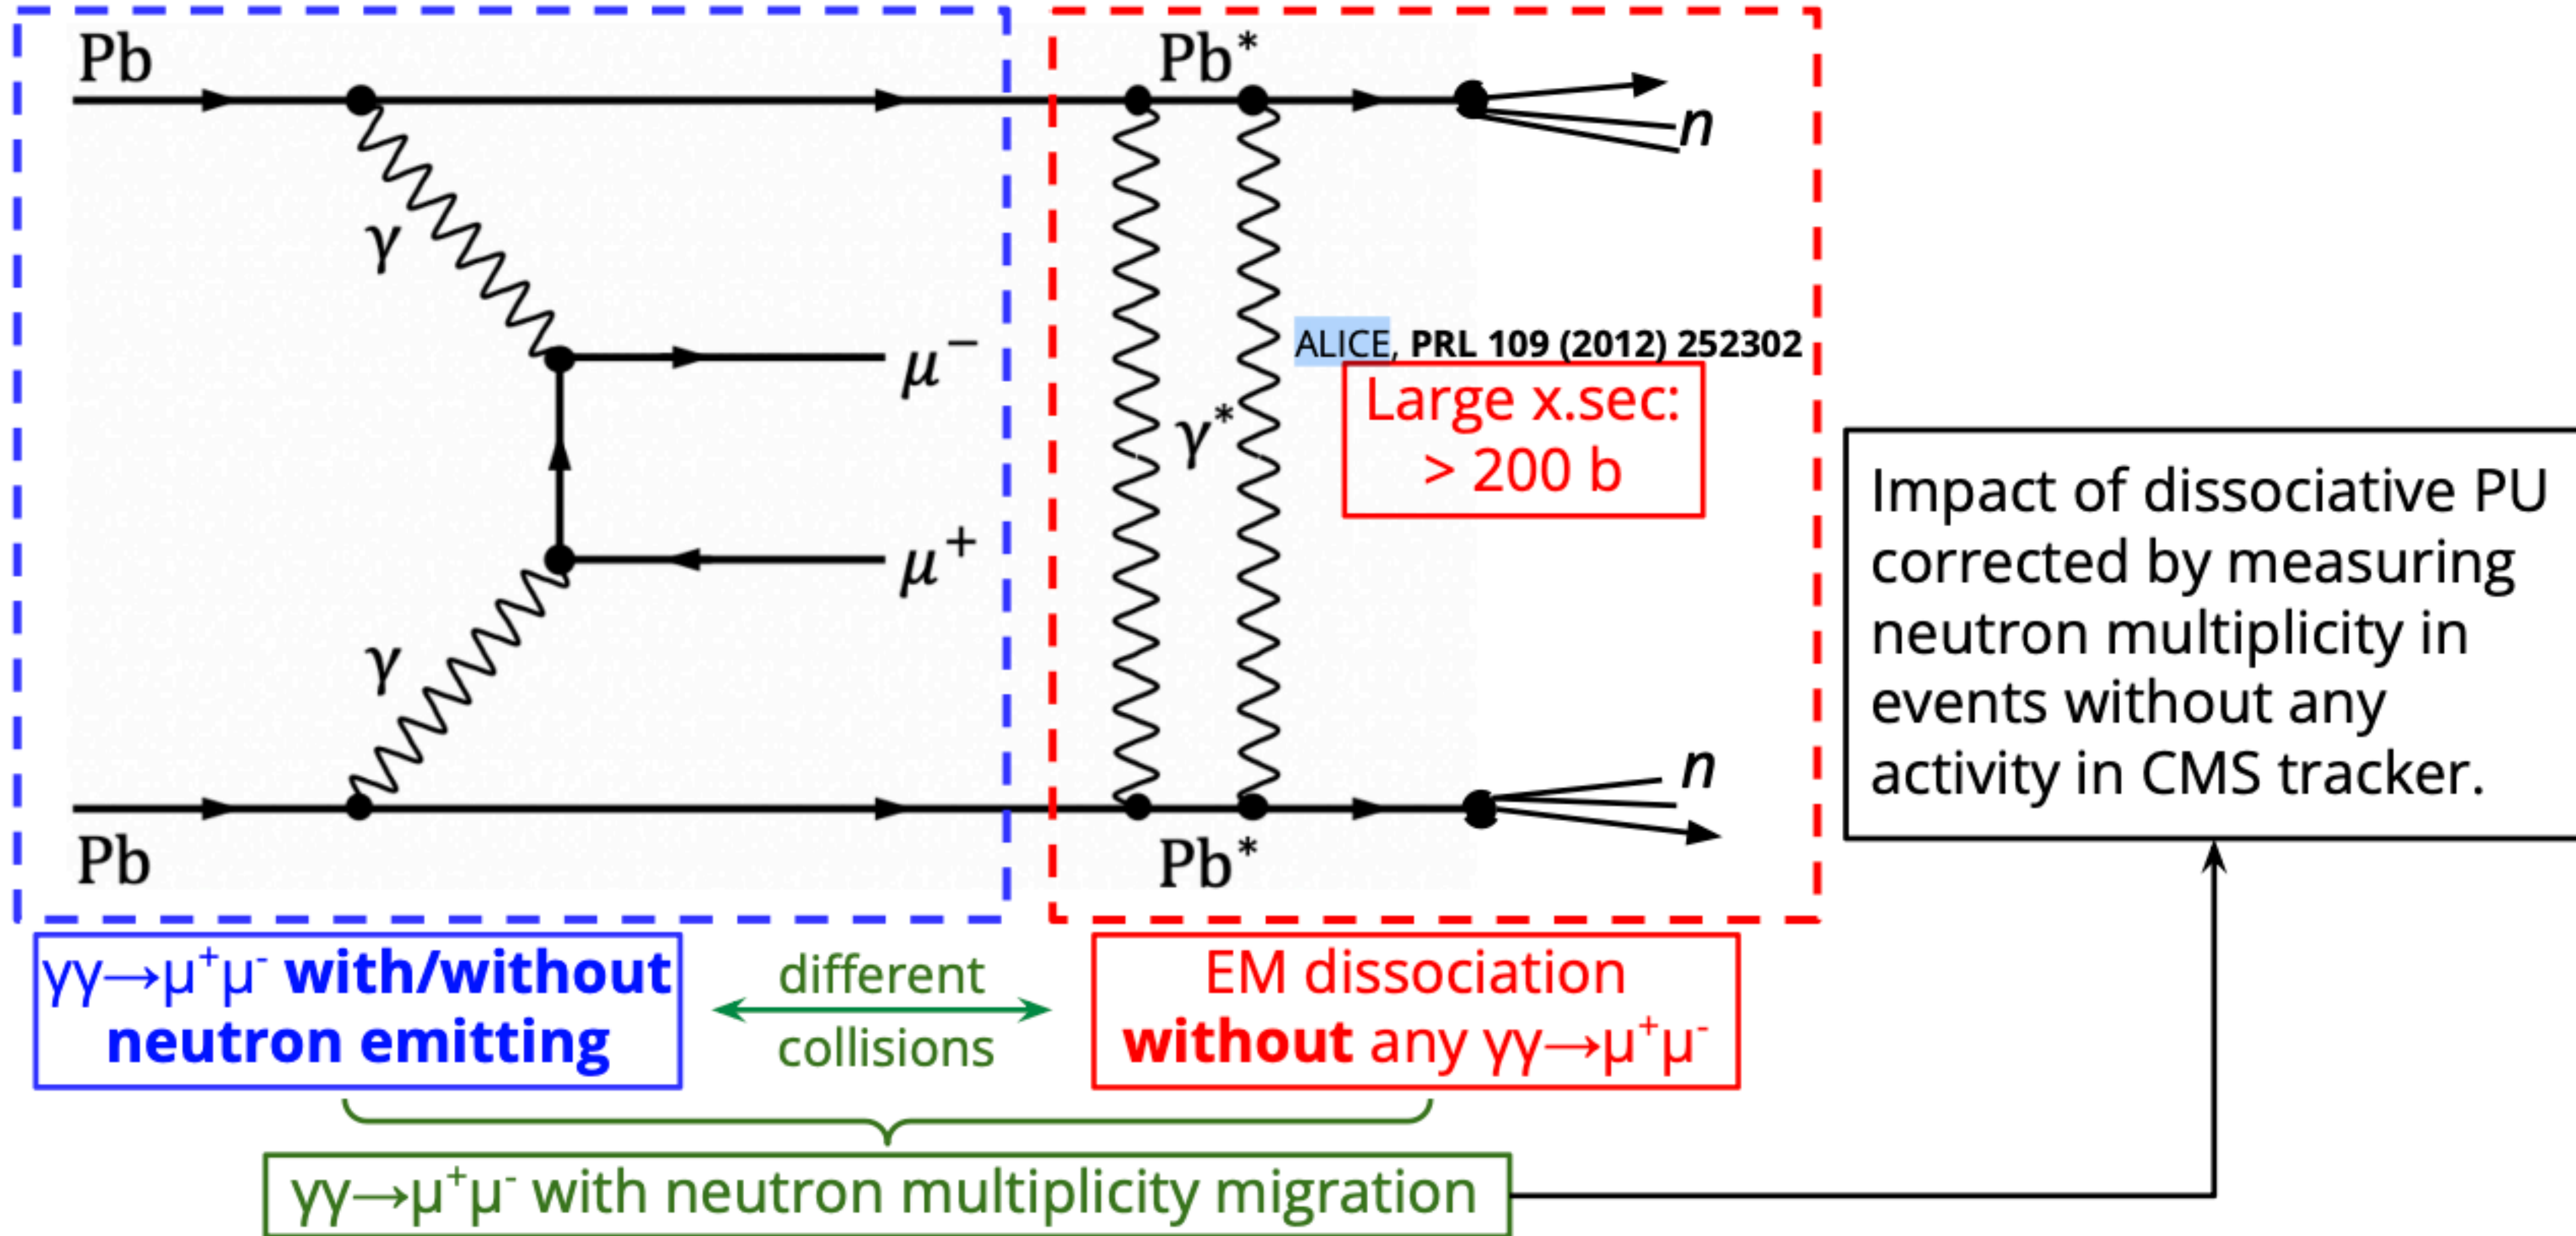 Pb
Pb*
n
γ
μ⁻
ALICE, PRL 109 (2012) 252302
Large x.sec:
> 200 b
γ*
μ⁺
γ
n
Pb
Pb*
Impact of dissociative PU
corrected by measuring
neutron multiplicity in
events without any
activity in CMS tracker.
γγ→μ⁺μ⁻ with/without
neutron emitting
different
collisions
EM dissociation
without any γγ→μ⁺μ⁻
γγ→μ⁺μ⁻ with neutron multiplicity migration